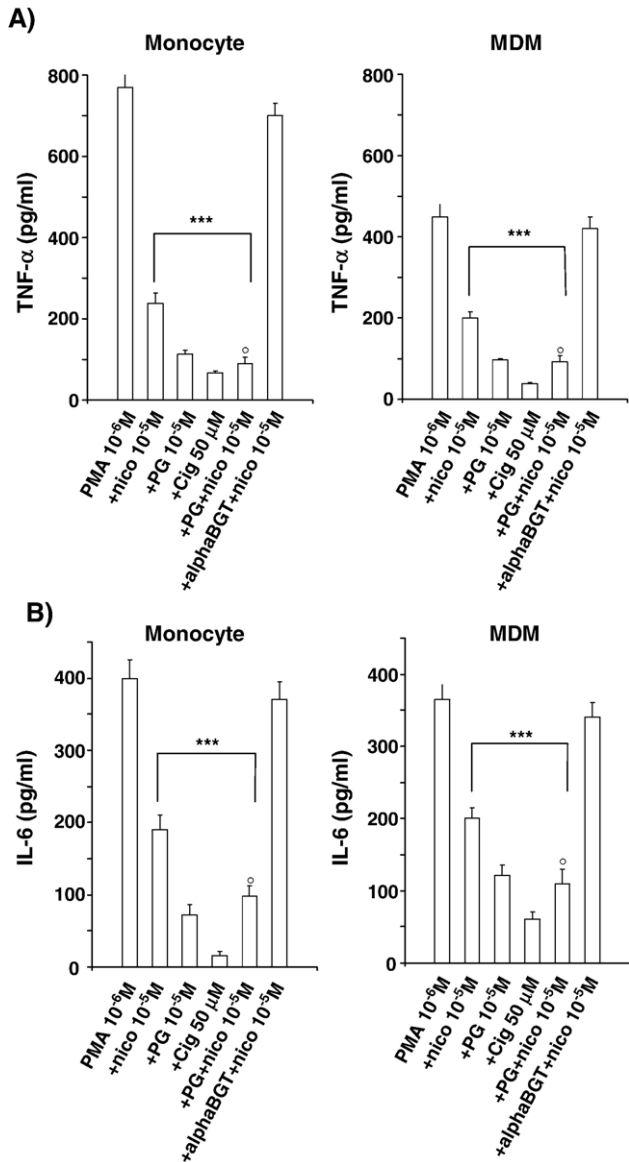 A)
Monocyte
MDM
TNF-α (pg/ml)
800
600
400
200
0
***
○
PMA 10⁻⁶M
+nico 10⁻⁵M
+PG 10⁻⁵M
+Cig 50 μM
+PG+nico 10⁻⁵M
+alphaBGT+nico 10⁻⁵M
TNF-α (pg/ml)
800
600
400
200
0
***
○
PMA 10⁻⁶M
+nico 10⁻⁵M
+PG 10⁻⁵M
+Cig 50 μM
+PG+nico 10⁻⁵M
+alphaBGT+nico 10⁻⁵M
B)
Monocyte
MDM
IL-6 (pg/ml)
400
300
200
100
0
***
○
PMA 10⁻⁶M
+nico 10⁻⁵M
+PG 10⁻⁵M
+Cig 50 μM
+PG+nico 10⁻⁵M
+alphaBGT+nico 10⁻⁵M
IL-6 (pg/ml)
400
300
200
100
0
***
○
PMA 10⁻⁶M
+nico 10⁻⁵M
+PG 10⁻⁵M
+Cig 50 μM
+PG+nico 10⁻⁵M
+alphaBGT+nico 10⁻⁵M